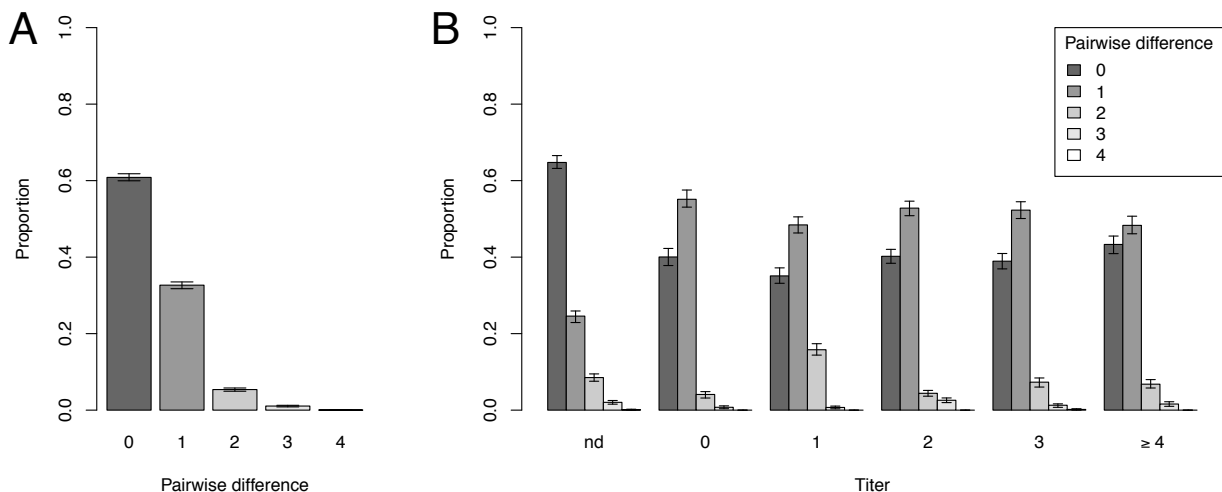 A
Proportion
1.0
0.8
0.6
0.4
0.2
0.0
0 1 2 3 4
Pairwise difference
B
Proportion
1.0
0.8
0.6
0.4
0.2
0.0
nd 0 1 2 3 ≥ 4
Titer
Pairwise difference
0
1
2
3
4